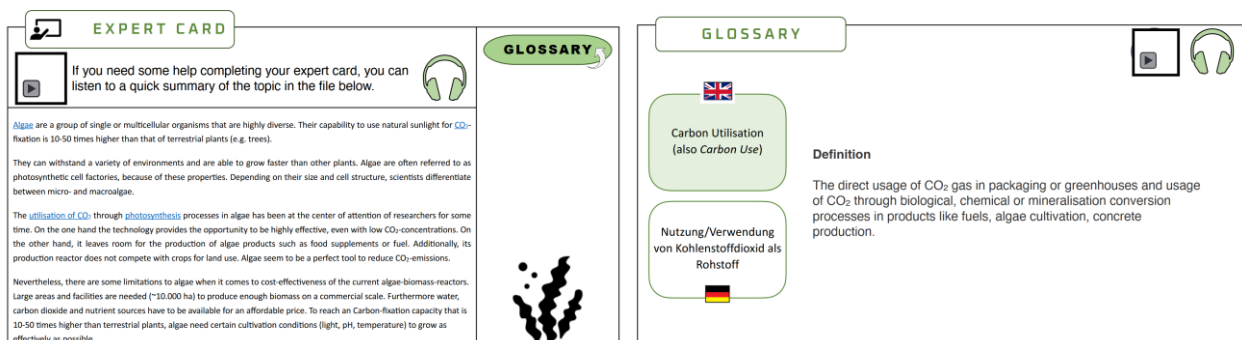 EXPERT CARD
If you need some help completing your expert card, you can
listen to a quick summary of the topic in the file below.
GLOSSARY
Algae are a group of single or multicellular organisms that are highly diverse. Their capability to use natural sunlight for CO₂-
fixation is 10-50 times higher than that of terrestrial plants (e.g. trees).
They can withstand a variety of environments and are able to grow faster than other plants. Algae are often referred to as
photosynthetic cell factories, because of these properties. Depending on their size and cell structure, scientists differentiate
between micro- and macroalgae.
The utilisation of CO₂ through photosynthesis processes in algae has been at the center of attention of researchers for some
time. On the one hand the technology provides the opportunity to be highly effective, even with low CO₂-concentrations. On
the other hand, it leaves room for the production of algae products such as food supplements or fuel. Additionally, its
production reactor does not compete with crops for land use. Algae seem to be a perfect tool to reduce CO₂-emissions.
Nevertheless, there are some limitations to algae when it comes to cost-effectiveness of the current algae-biomass-reactors.
Large areas and facilities are needed (~10.000 ha) to produce enough biomass on a commercial scale. Furthermore water,
carbon dioxide and nutrient sources have to be available for an affordable price. To reach an Carbon-fixation capacity that is
10-50 times higher than terrestrial plants, algae need certain cultivation conditions (light, pH, temperature) to grow as
effectively as possible.
GLOSSARY
Carbon Utilisation
(also Carbon Use)
Nutzung/Verwendung
von Kohlenstoffdioxid als
Rohstoff
Definition
The direct usage of CO₂ gas in packaging or greenhouses and usage
of CO₂ through biological, chemical or mineralisation conversion
processes in products like fuels, algae cultivation, concrete
production.